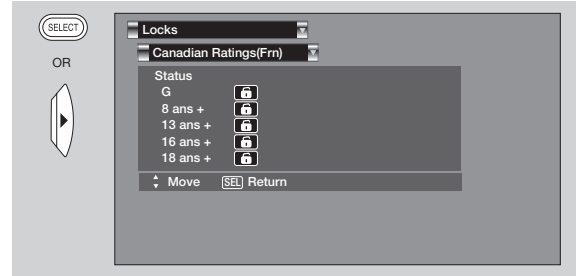 SELECT
OR
Locks
Canadian Ratings(Frn)
Status
G
8 ans +
13 ans +
16 ans +
18 ans +
Move SEL Return